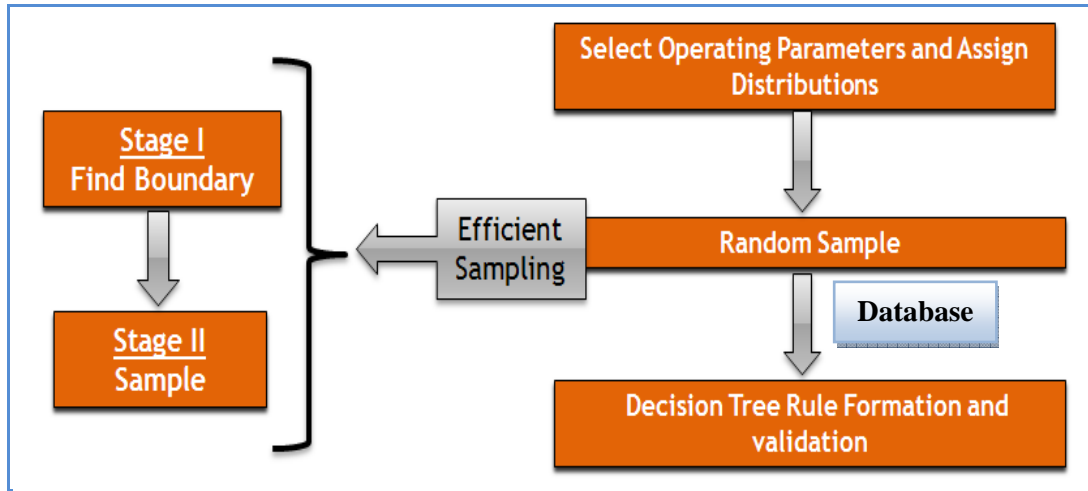 Select Operating Parameters and Assign
Distributions
Stage I
Find Boundary
Efficient
Sampling
Random Sample
Database
Stage II
Sample
Decision Tree Rule Formation and
validation